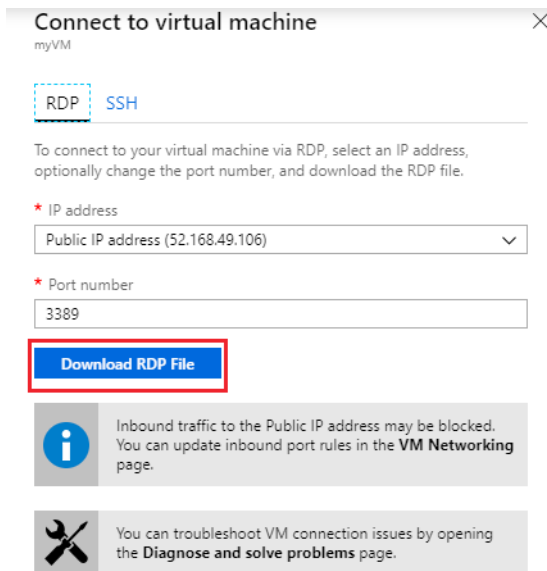 Connect to virtual machine
myVM
RDP SSH
To connect to your virtual machine via RDP, select an IP address,
optionally change the port number, and download the RDP file.
* IP address
Public IP address (52.168.49.106)
* Port number
3389
Download RDP File
Inbound traffic to the Public IP address may be blocked.
You can update inbound port rules in the VM Networking
page.
You can troubleshoot VM connection issues by opening
the Diagnose and solve problems page.